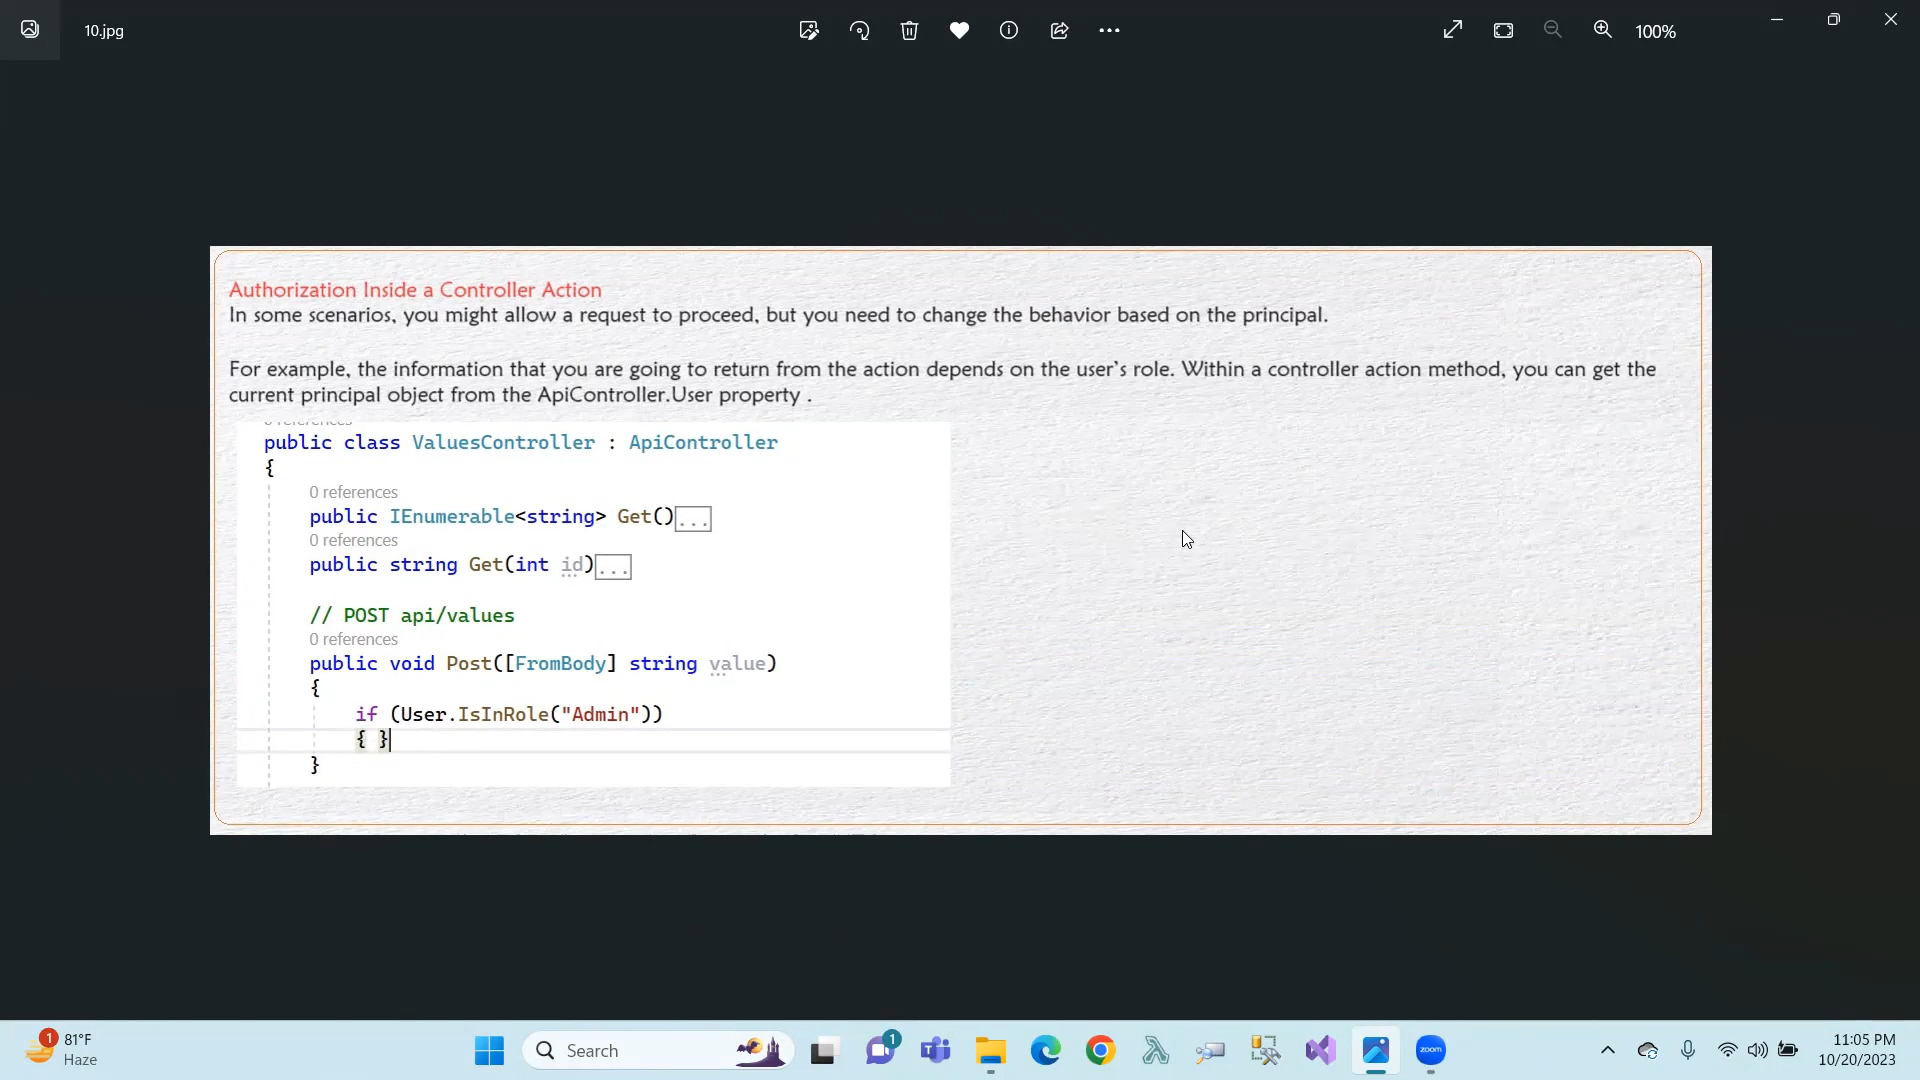 10.jpg
100%
Authorization Inside a Controller Action
In some scenarios, you might allow a request to proceed, but you need to change the behavior based on the principal.
For example, the information that you are going to return from the action depends on the user's role. Within a controller action method, you can get the
current principal object from the ApiController.User property .
0 references
public class ValuesController : ApiController
{
0 references
public IEnumerable<string> Get()...
0 references
public string Get(int id)...
// POST api/values
0 references
public void Post([FromBody] string value)
{
if (User.IsInRole("Admin"))
{ }
}
1
81°F
Haze
Search
1
zoom
11:05 PM
10/20/2023